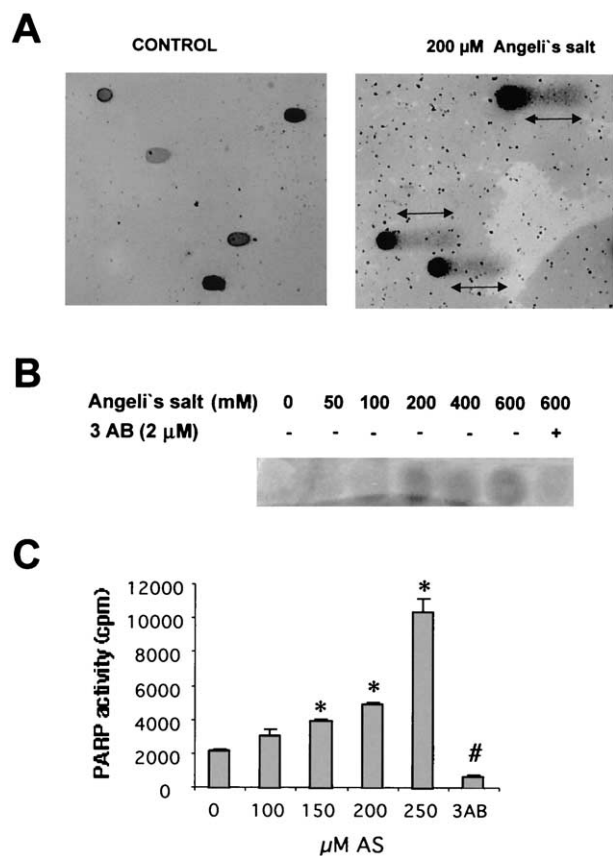 A
CONTROL
200 µM Angeli`s salt
B
Angeli`s salt (mM) 0 50 100 200 400 600 600
3 AB (2 µM) - - - - - - +
C
PARP activity (cpm)
12000
10000
8000
6000
4000
2000
0
* * * #
0 100 150 200 250 3AB
µM AS